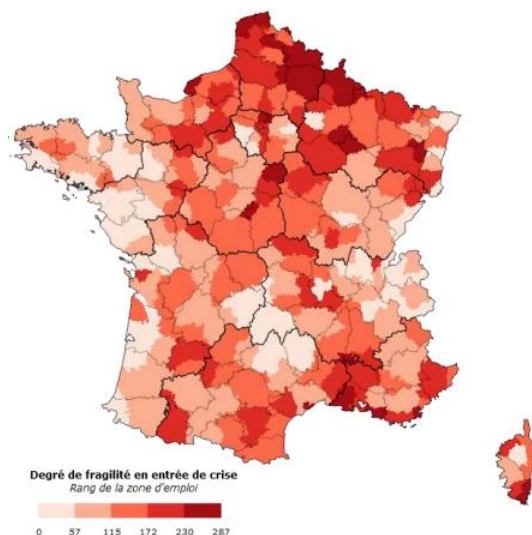 Degré de fragilité en entrée de crise
Rang de la zone d'emploi
0 57 115 172 230 287